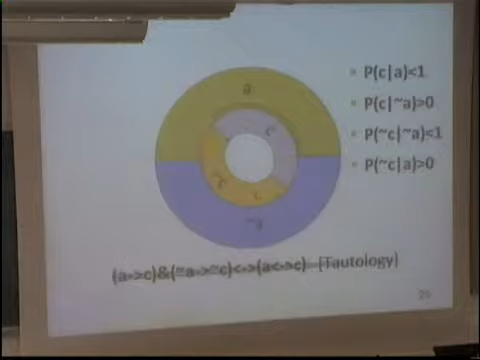 a
c
~c
c
~a
P(c|a)<1
P(c|~a)>0
P(~c|~a)<1
P(~c|a)>0
(a->c)&(~a->~c)<->(a<->c) (Tautology)